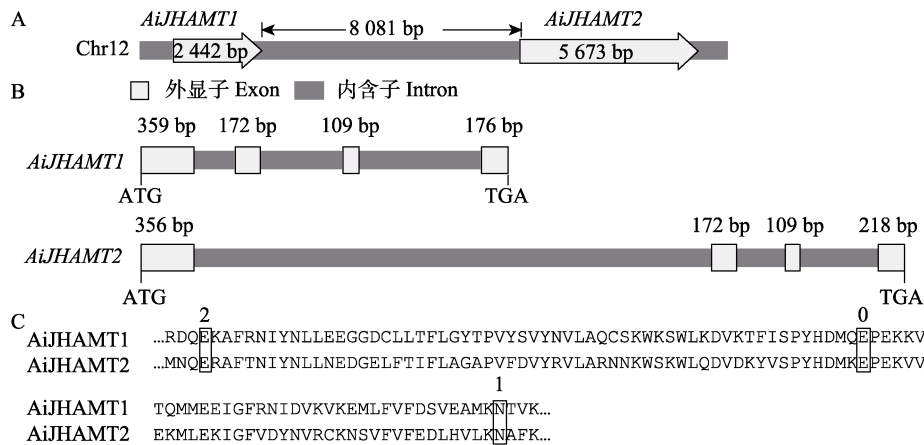 A
AiJHAMT1
8 081 bp
AiJHAMT2
Chr12
2 442 bp
5 673 bp
B
外显子 Exon
内含子 Intron
359 bp
172 bp
109 bp
176 bp
AiJHAMT1
ATG
TGA
356 bp
172 bp
109 bp
218 bp
AiJHAMT2
ATG
TGA
C
2
0
AiJHAMT1
...RDQEKAFRNIYNLLEEGGDCLLTFLGYTPVYSVYNVLAQCSKWKSWLKDVKTFISPYHDMQEPEKKV
AiJHAMT2
...MNQERAFTNIYNLNEDGELFTIFLAGAPVFDVYRVLARNNKWSWLQDVDKYVSPYHDMKEPEKVV
1
AiJHAMT1
TQMMEEIGFRNIDVKVKEMLFVFDSVEAMKNTVK...
AiJHAMT2
EKMLEKIGFVDYNVRCKNSVFVFEDLHVLKNAFK...